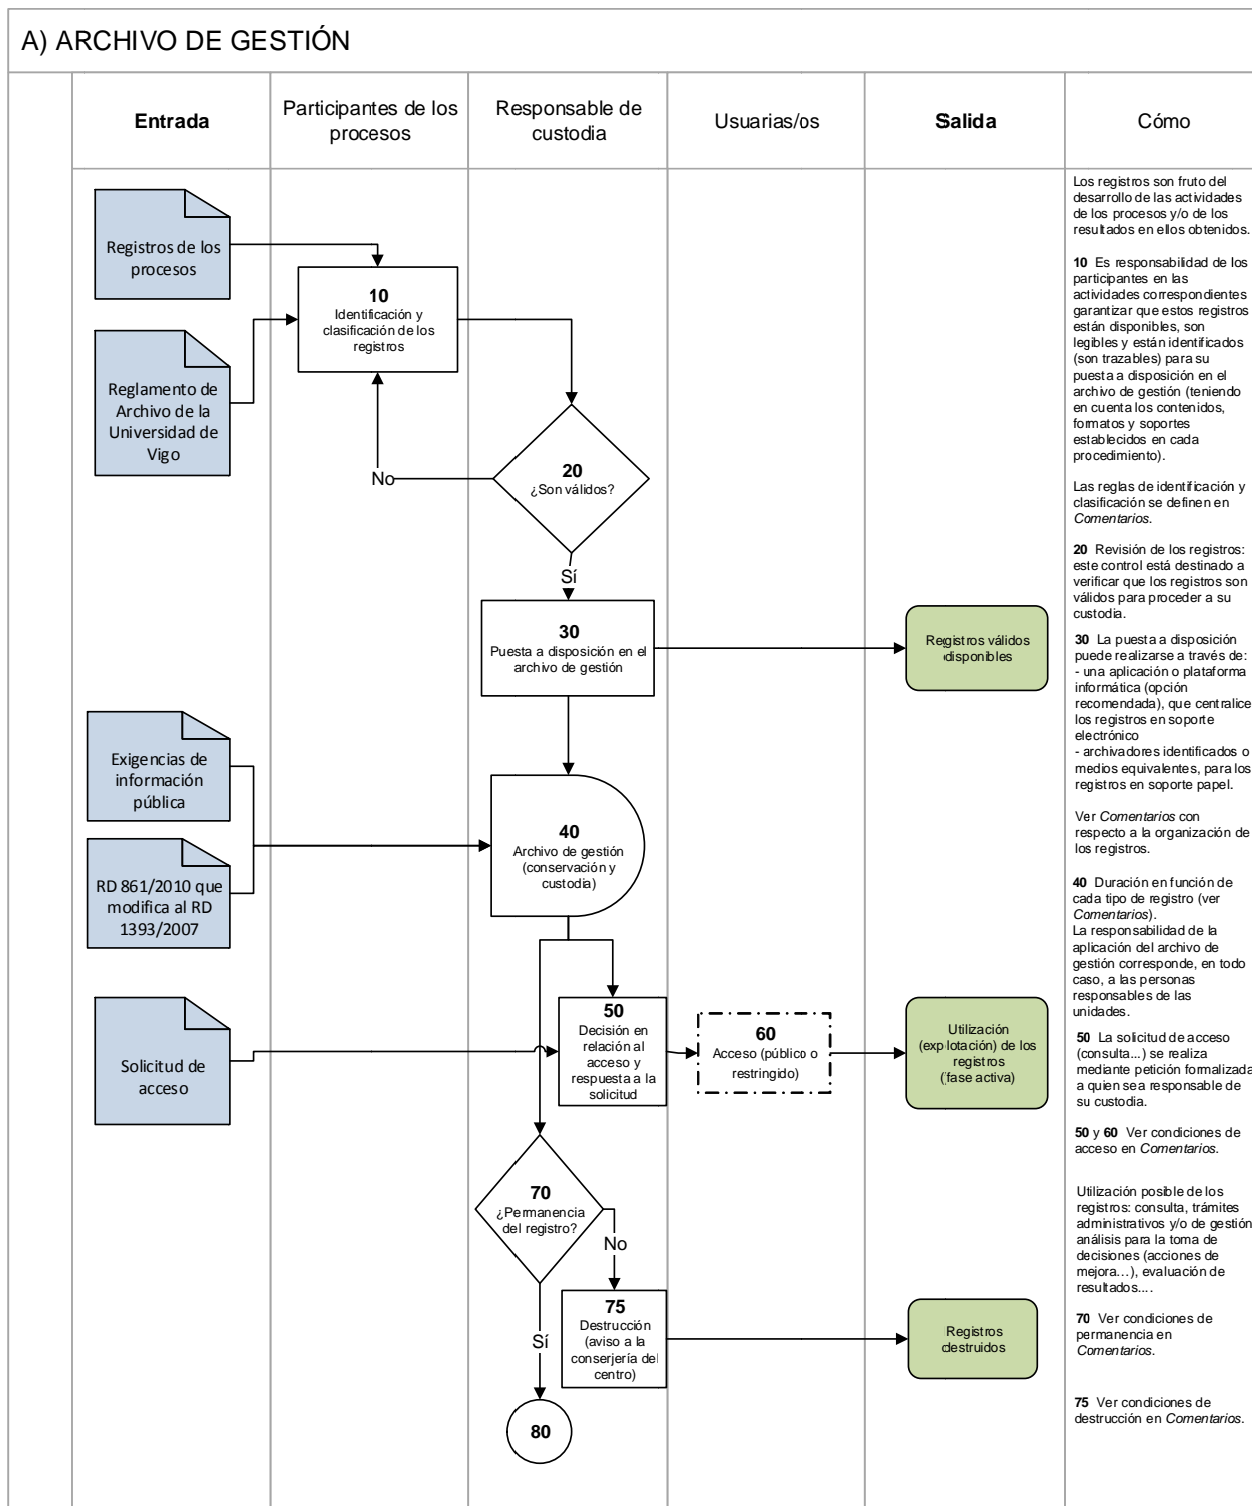 A) ARCHIVO DE GESTIÓN
Entrada
Participantes de los
procesos
Responsable de
custodia
Usuarias/os
Salida
Cómo
Registros de los
procesos
Reglamento de
Archivo de la
Universidad de
Vigo
10
Identificación y
clasificación de los
registros
20
¿Son válidos?
No
Sí
30
Puesta a disposición en el
archivo de gestión
Registros válidos
disponibles
Exigencias de
información
pública
RD 861/2010 que
modifica al RD
1393/2007
40
Archivo de gestión
(conservación y
custodia)
Solicitud de
acceso
50
Decisión en
relación al
acceso y
respuesta a la
solicitud
60
Acceso (público o
restringido)
Utilización
(explotación) de los
registros
(fase activa)
70
¿Permanencia
del registro?
No
Sí
75
Destrucción
(aviso a la
conserjería del
centro)
Registros
destruidos
80
Los registros son fruto del
desarrollo de las actividades
de los procesos y/o de los
resultados en ellos obtenidos.
10 Es responsabilidad de los
participantes en las
actividades correspondientes
garantizar que estos registros
están disponibles, son
legibles y están identificados
(son trazables) para su
puesta a disposición en el
archivo de gestión (teniendo
en cuenta los contenidos,
formatos y soportes
establecidos en cada
procedimiento).
Las reglas de identificación y
clasificación se definen en
Comentarios.
20 Revisión de los registros:
este control está destinado a
verificar que los registros son
válidos para proceder a su
custodia.
30 La puesta a disposición
puede realizarse a través de:
- una aplicación o plataforma
informática (opción
recomendada), que centralice
los registros en soporte
electrónico
- archivadores identificados o
medios equivalentes, para los
registros en soporte papel.
Ver Comentarios con
respecto a la organización de
los registros.
40 Duración en función de
cada tipo de registro (ver
Comentarios).
La responsabilidad de la
aplicación del archivo de
gestión corresponde, en todo
caso, a las personas
responsables de las
unidades.
50 La solicitud de acceso
(consulta...) se realiza
mediante petición formalizada
a quien sea responsable de
su custodia.
50 y 60 Ver condiciones de
acceso en Comentarios.
Utilización posible de los
registros: consulta, trámites
administrativos y/o de gestión
análisis para la toma de
decisiones (acciones de
mejora...), evaluación de
resultados....
70 Ver condiciones de
permanencia en
Comentarios.
75 Ver condiciones de
destrucción en Comentarios.